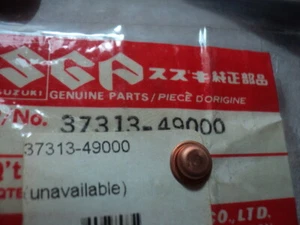 SGP スズキ純正部品
SUZUKI GENUINE PARTS / PIECE D'ORIGINE
No. 37313-49000
37313-49000
Q't
QTE
(unavailable)
CO., LTD.